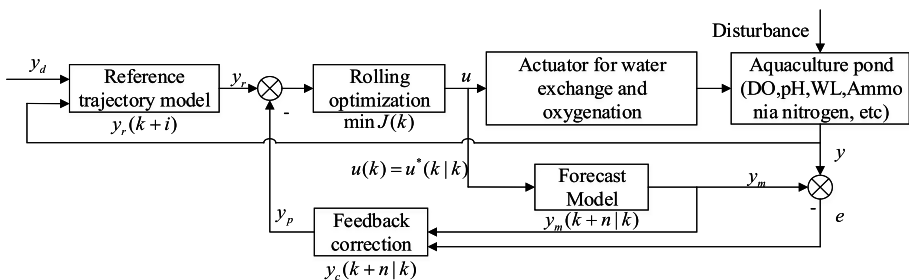 Disturbance
y_d
Reference
trajectory model
y_r(k+i)
y_r
-
Rolling
optimization
min J(k)
u
Actuator for water
exchange and
oxygenation
Aquaculture pond
(DO,pH,WL,Ammo
nia nitrogen, etc)
y
u(k) = u*(k|k)
Forecast
Model
y_m(k+n|k)
y_m
-
e
y_p
Feedback
correction
y_c(k+n|k)